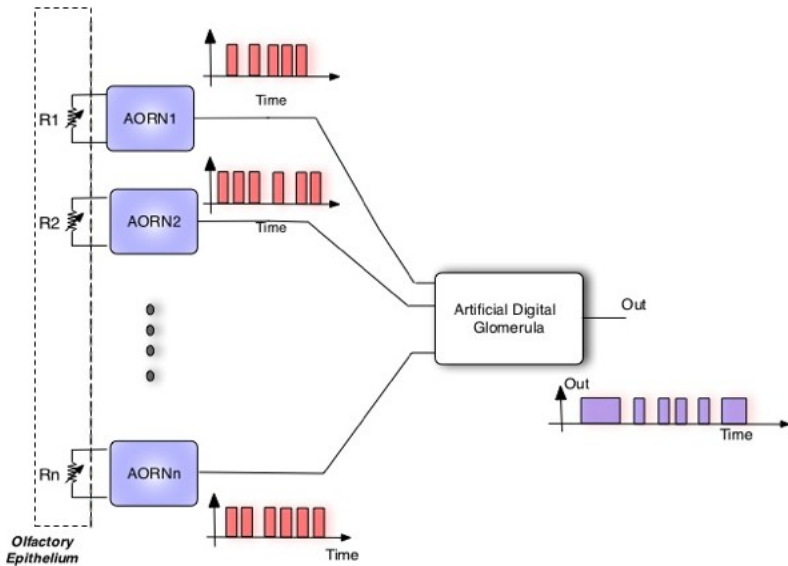 Time
R1
AORN1
R2
AORN2
Time
Artificial Digital
Glomerula
Out
Out
Time
Rn
AORNn
Time
Olfactory
Epithelium